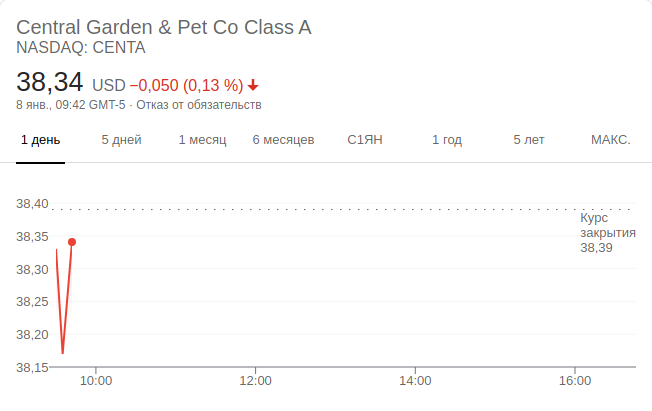 Central Garden & Pet Co Class A
NASDAQ: CENTA
38,34 USD −0,050 (0,13 %)
8 янв., 09:42 GMT-5 · Отказ от обязательств
1 день 5 дней 1 месяц 6 месяцев С1ЯН 1 год 5 лет МАКС.
38,40
Курс
закрытия
38,39
38,35
38,30
38,25
38,20
38,15
10:00 12:00 14:00 16:00